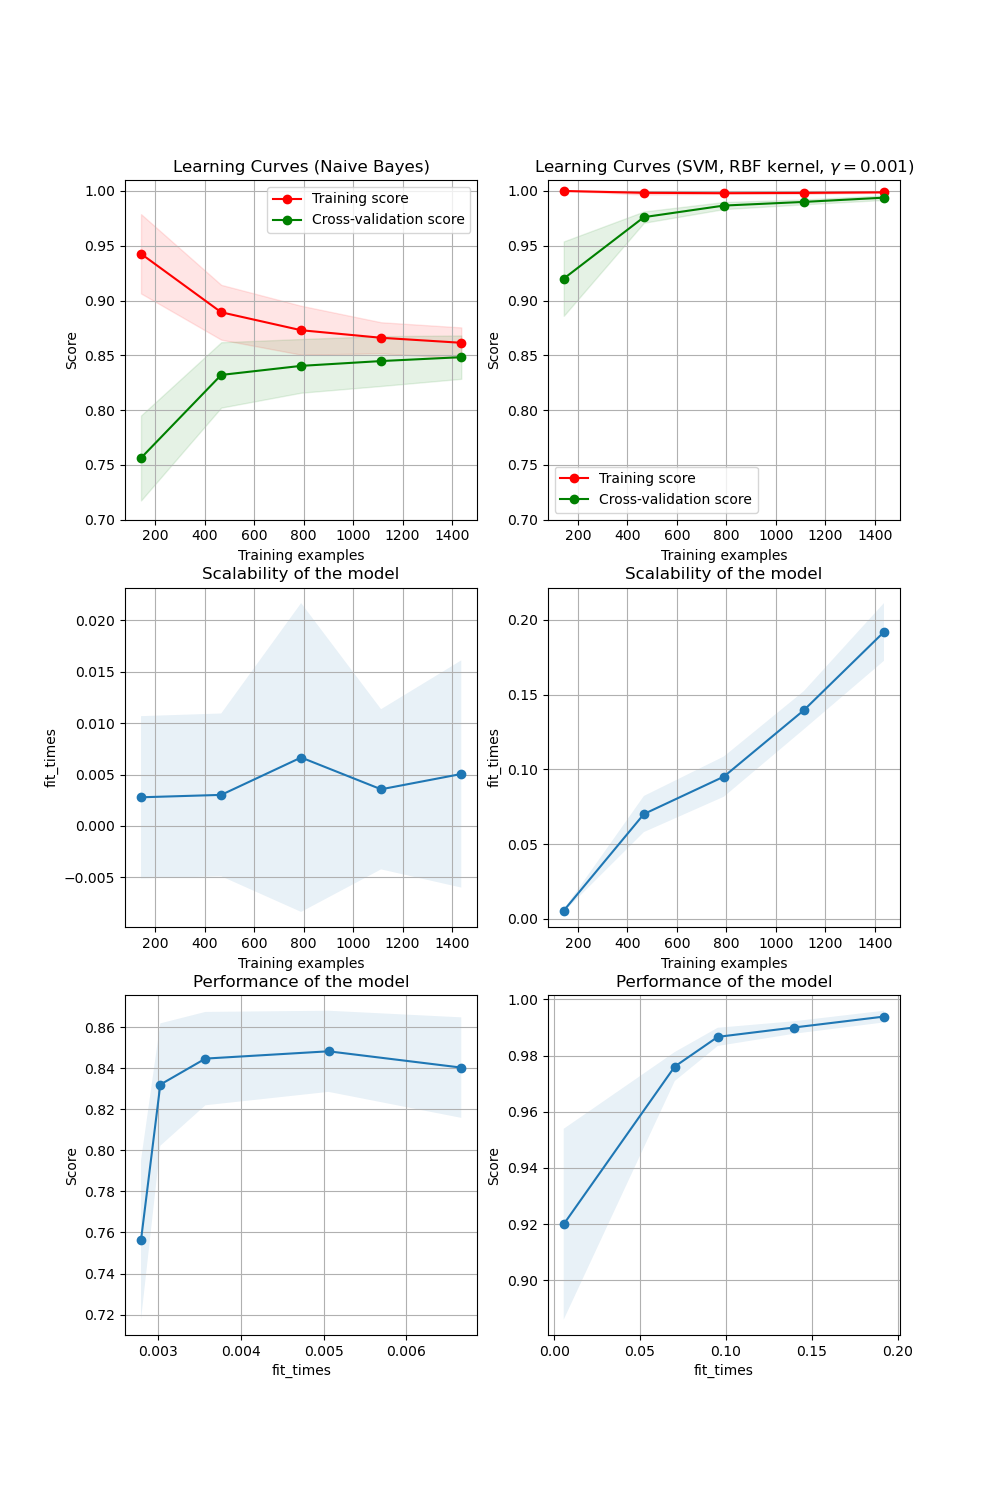 Learning Curves (Naive Bayes)
1.00
0.95
0.90
0.85
0.80
0.75
0.70
Score
Training score
Cross-validation score
200 400 600 800 1000 1200 1400
Training examples
Learning Curves (SVM, RBF kernel, γ = 0.001)
1.00
0.95
0.90
0.85
0.80
0.75
0.70
Score
Training score
Cross-validation score
200 400 600 800 1000 1200 1400
Training examples
Scalability of the model
0.020
0.015
0.010
0.005
0.000
−0.005
fit_times
200 400 600 800 1000 1200 1400
Training examples
Scalability of the model
0.20
0.15
0.10
0.05
0.00
fit_times
200 400 600 800 1000 1200 1400
Training examples
Performance of the model
0.86
0.84
0.82
0.80
0.78
0.76
0.74
0.72
Score
0.003 0.004 0.005 0.006
fit_times
Performance of the model
1.00
0.98
0.96
0.94
0.92
0.90
Score
0.00 0.05 0.10 0.15 0.20
fit_times